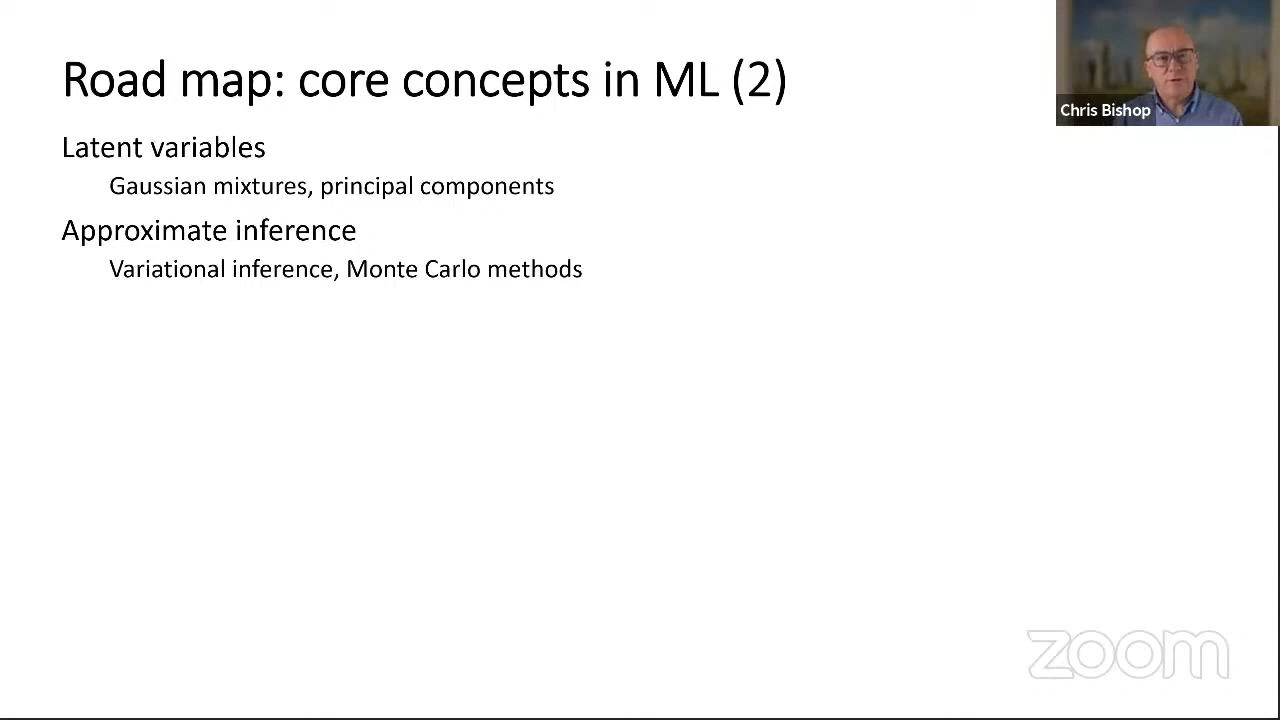 Road map: core concepts in ML (2)
Chris Bishop
Latent variables
Gaussian mixtures, principal components
Approximate inference
Variational inference, Monte Carlo methods
zoom